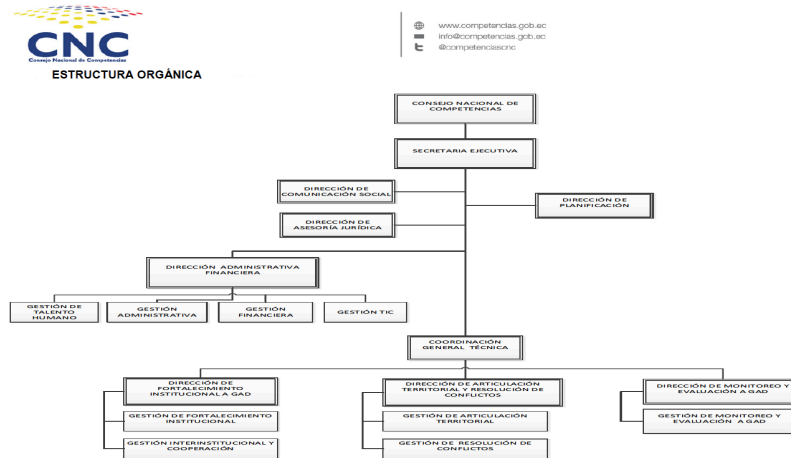 CNC
Consejo Nacional de Competencias
www.competencias.gob.ec
info@competencias.gob.ec
@competenciascnc
ESTRUCTURA ORGÁNICA
CONSEJO NACIONAL DE
COMPETENCIAS
SECRETARIA EJECUTIVA
DIRECCIÓN DE
COMUNICACIÓN SOCIAL
DIRECCIÓN DE
PLANIFICACIÓN
DIRECCIÓN DE
ASESORÍA JURÍDICA
DIRECCIÓN ADMINISTRATIVA
FINANCIERA
GESTIÓN DE
TALENTO
HUMANO
GESTIÓN
ADMINISTRATIVA
GESTIÓN
FINANCIERA
GESTIÓN TIC
COORDINACIÓN
GENERAL TÉCNICA
DIRECCIÓN DE
FORTALECIMIENTO
INSTITUCIONAL A GAD
GESTIÓN DE FORTALECIMIENTO
INSTITUCIONAL
GESTIÓN INTERINSTITUCIONAL Y
COOPERACIÓN
DIRECCIÓN DE ARTICULACIÓN
TERRITORIAL Y RESOLUCIÓN DE
CONFLICTOS
GESTIÓN DE ARTICULACIÓN
TERRITORIAL
GESTIÓN DE RESOLUCIÓN DE
CONFLICTOS
DIRECCIÓN DE MONITOREO Y
EVALUACIÓN A GAD
GESTIÓN DE MONITOREO Y
EVALUACIÓN A GAD